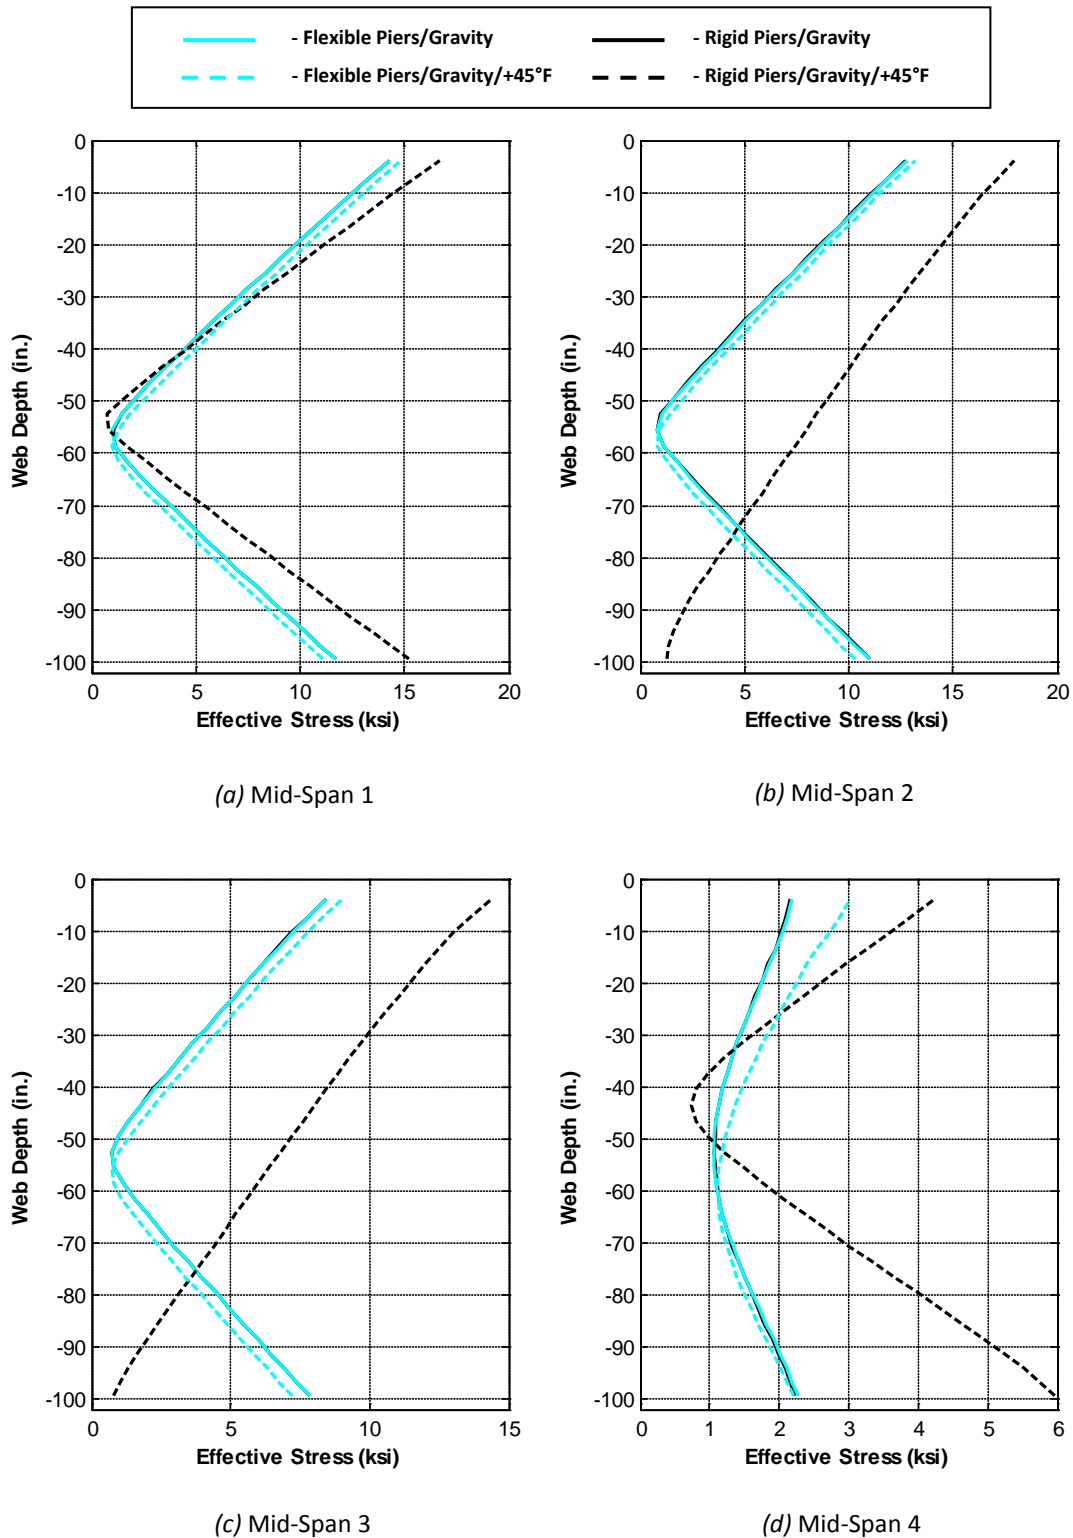 - Flexible Piers/Gravity - Rigid Piers/Gravity
- Flexible Piers/Gravity/+45°F - Rigid Piers/Gravity/+45°F
0
-10
-20
-30
-40
-50
-60
-70
-80
-90
-100
Web Depth (in.)
0 5 10 15 20
Effective Stress (ksi)
(a) Mid-Span 1
0
-10
-20
-30
-40
-50
-60
-70
-80
-90
-100
Web Depth (in.)
0 5 10 15 20
Effective Stress (ksi)
(b) Mid-Span 2
0
-10
-20
-30
-40
-50
-60
-70
-80
-90
-100
Web Depth (in.)
0 5 10 15
Effective Stress (ksi)
(c) Mid-Span 3
0
-10
-20
-30
-40
-50
-60
-70
-80
-90
-100
Web Depth (in.)
0 1 2 3 4 5 6
Effective Stress (ksi)
(d) Mid-Span 4